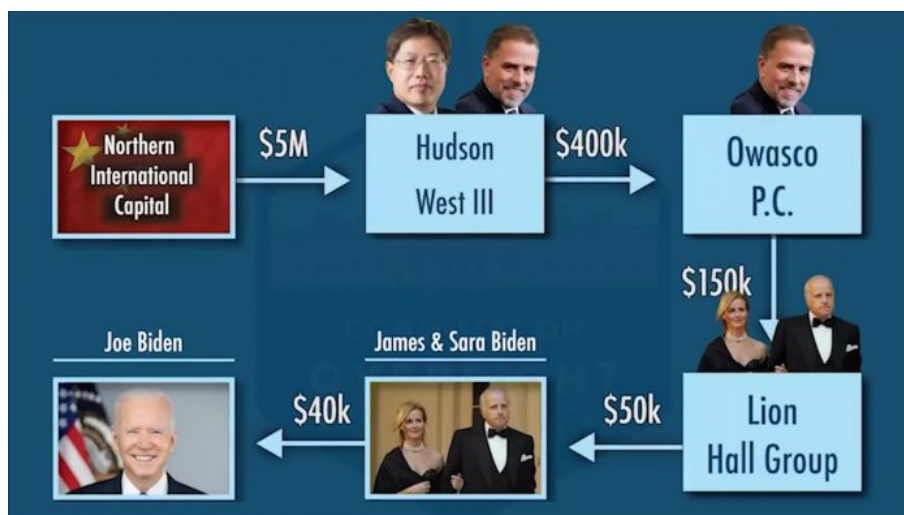 Northern
International
Capital
$5M
Hudson
West III
$400k
Owasco
P.C.
$150k
Joe Biden
James & Sara Biden
$40k
$50k
Lion
Hall Group